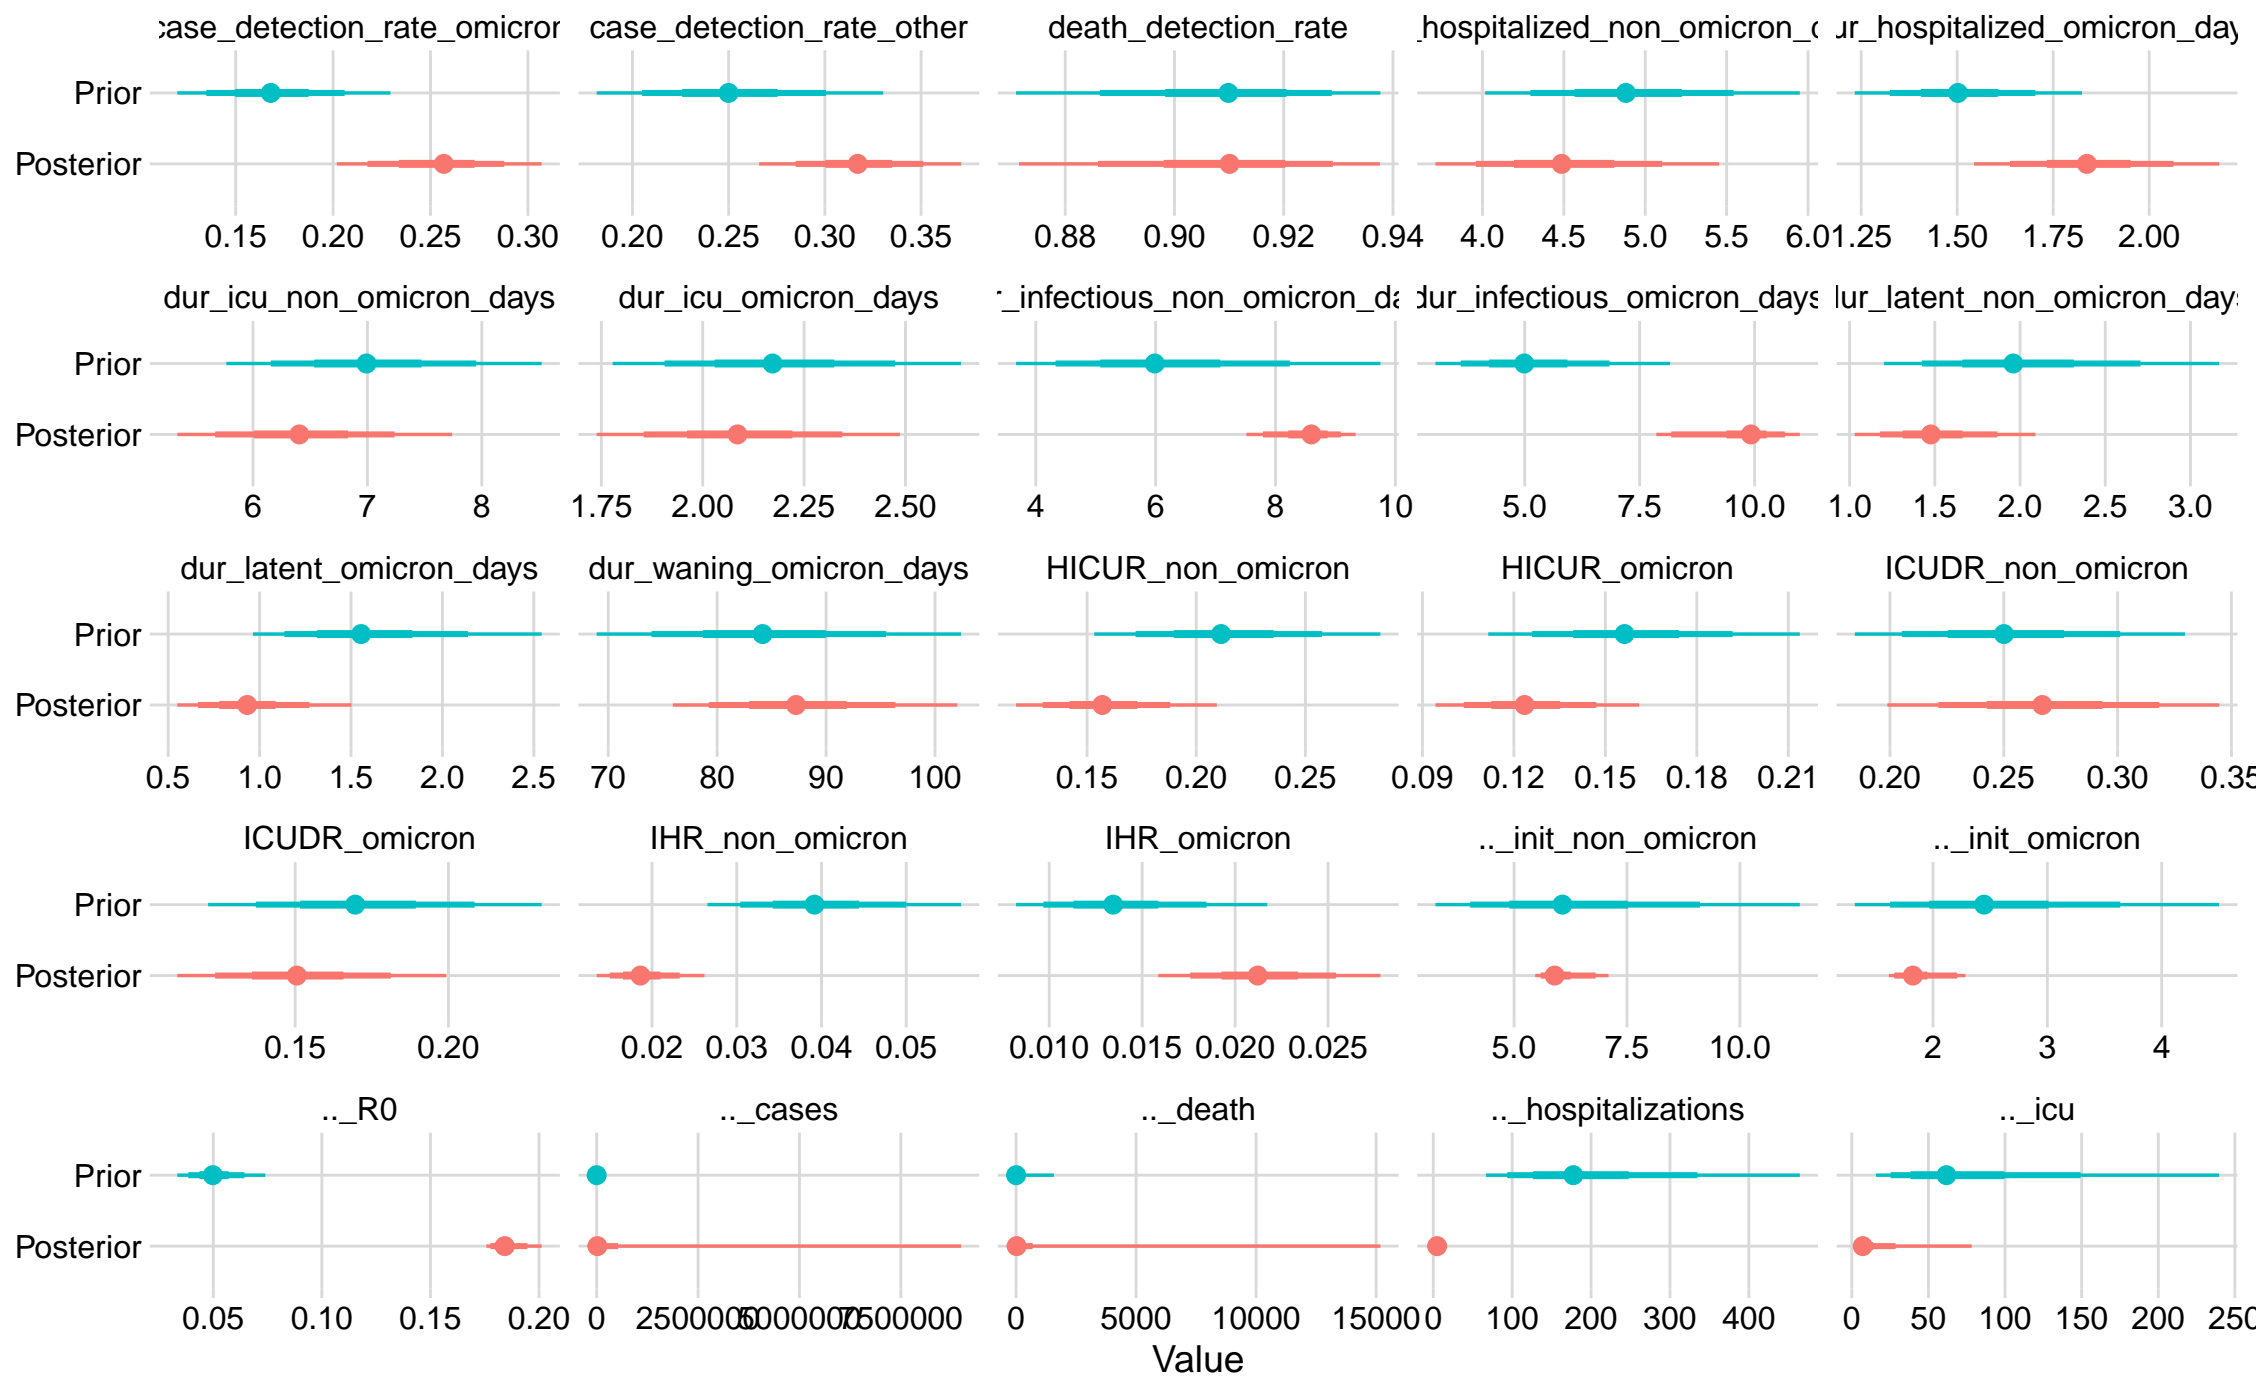 case_detection_rate_omicron case_detection_rate_other death_detection_rate _hospitalized_non_omicron_d ur_hospitalized_omicron_day
Prior
Posterior
0.15 0.20 0.25 0.30 0.20 0.25 0.30 0.35 0.88 0.90 0.92 0.94 4.0 4.5 5.0 5.5 6.0 1.25 1.50 1.75 2.00
dur_icu_non_omicron_days dur_icu_omicron_days r_infectious_non_omicron_da dur_infectious_omicron_days dur_latent_non_omicron_days
Prior
Posterior
6 7 8 1.75 2.00 2.25 2.50 4 6 8 10 5.0 7.5 10.0 1.0 1.5 2.0 2.5 3.0
dur_latent_omicron_days dur_waning_omicron_days HICUR_non_omicron HICUR_omicron ICUDR_non_omicron
Prior
Posterior
0.5 1.0 1.5 2.0 2.5 70 80 90 100 0.15 0.20 0.25 0.09 0.12 0.15 0.18 0.21 0.20 0.25 0.30 0.35
ICUDR_omicron IHR_non_omicron IHR_omicron .._init_non_omicron .._init_omicron
Prior
Posterior
0.15 0.20 0.02 0.03 0.04 0.05 0.010 0.015 0.020 0.025 5.0 7.5 10.0 2 3 4
.._R0 .._cases .._death .._hospitalizations .._icu
Prior
Posterior
0.05 0.10 0.15 0.20 0 2500000 5000000 7500000 0 5000 10000 15000 0 100 200 300 400 0 50 100 150 200 250
Value